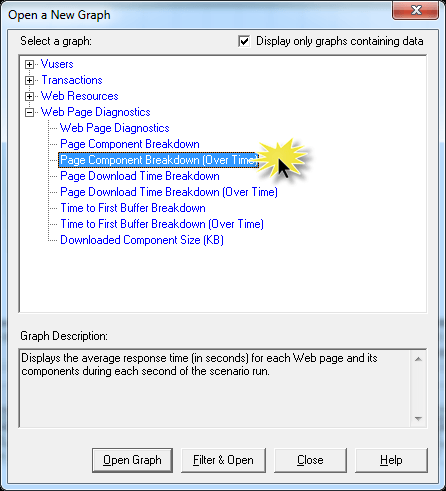 Open a New Graph
Select a graph:
Display only graphs containing data
Vusers
Transactions
Web Resources
Web Page Diagnostics
Web Page Diagnostics
Page Component Breakdown
Page Component Breakdown (Over Time)
Page Download Time Breakdown
Page Download Time Breakdown (Over Time)
Time to First Buffer Breakdown
Time to First Buffer Breakdown (Over Time)
Downloaded Component Size (KB)
Graph Description:
Displays the average response time (in seconds) for each Web page and its
components during each second of the scenario run.
Open Graph
Filter & Open
Close
Help